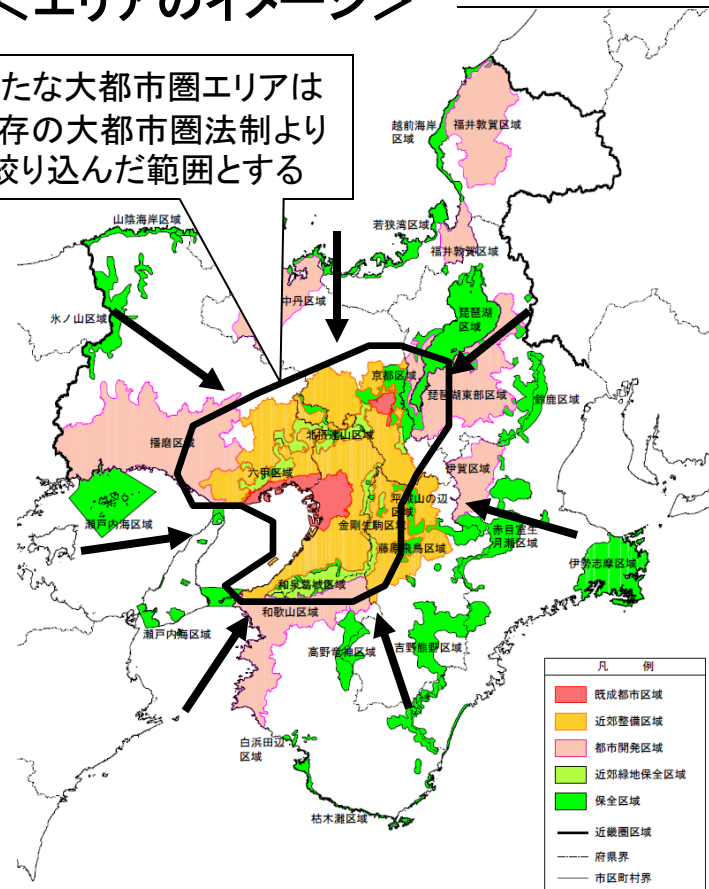 ＜エリアのイメージ＞
たな大都市圏エリアは
存の大都市圏法制より
絞り込んだ範囲とする
越前海岸
区域
福井敦賀区域
山陰海岸区域
若狭湾区域
福井敦賀区域
中丹区域
氷ノ山区域
琵琶湖
区域
京都区域
琵琶湖東部区域
鈴鹿区域
播磨区域
北摂連山区域
六甲区域
伊賀区域
瀬戸内海区域
平城山の辺
区域
金剛生駒区域
赤目室生
月瀬区域
藤原飛鳥区域
伊勢志摩区域
和泉葛城区域
和歌山区域
瀬戸内海区域
高野竜神区域
吉野熊野区域
白浜田辺
区域
枯木灘区域
凡 例
既成都市区域
近郊整備区域
都市開発区域
近郊緑地保全区域
保全区域
近畿圏区域
府県界
市区町村界